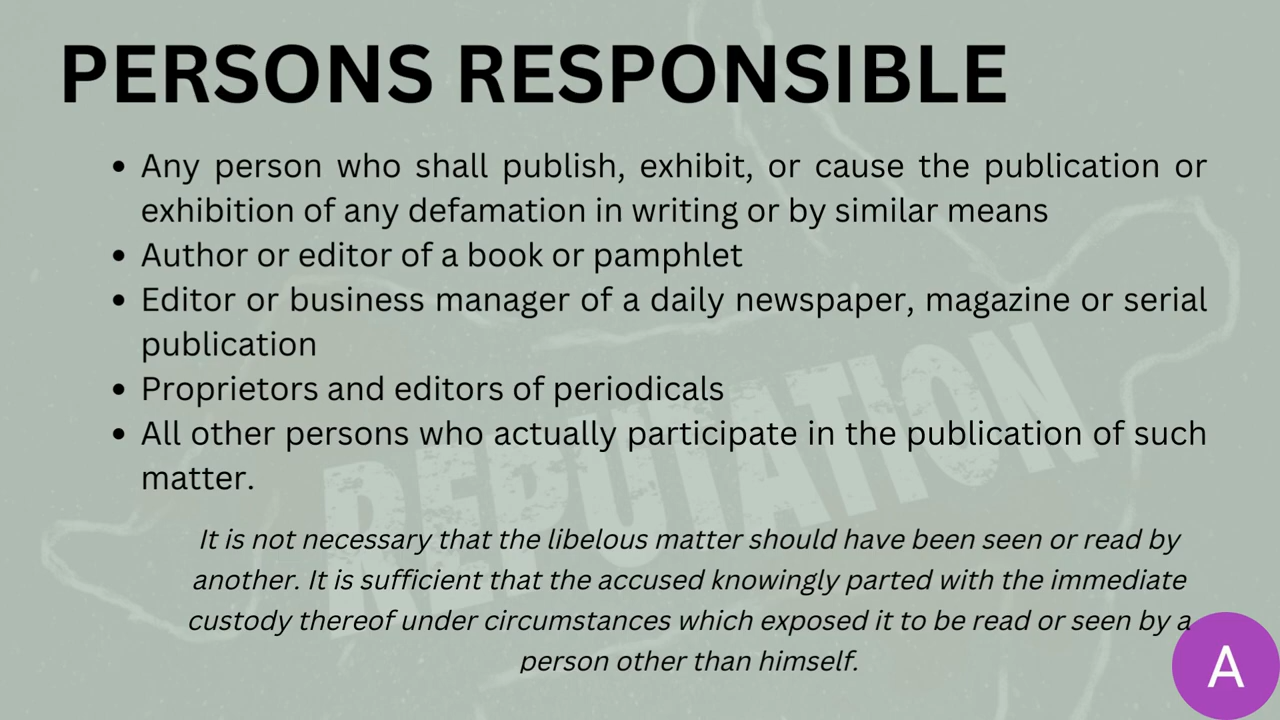 PERSONS RESPONSIBLE
• Any person who shall publish, exhibit, or cause the publication or
exhibition of any defamation in writing or by similar means
• Author or editor of a book or pamphlet
• Editor or business manager of a daily newspaper, magazine or serial
publication
• Proprietors and editors of periodicals
• All other persons who actually participate in the publication of such
matter.
REPUTATION
It is not necessary that the libelous matter should have been seen or read by
another. It is sufficient that the accused knowingly parted with the immediate
custody thereof under circumstances which exposed it to be read or seen by a
person other than himself.
A